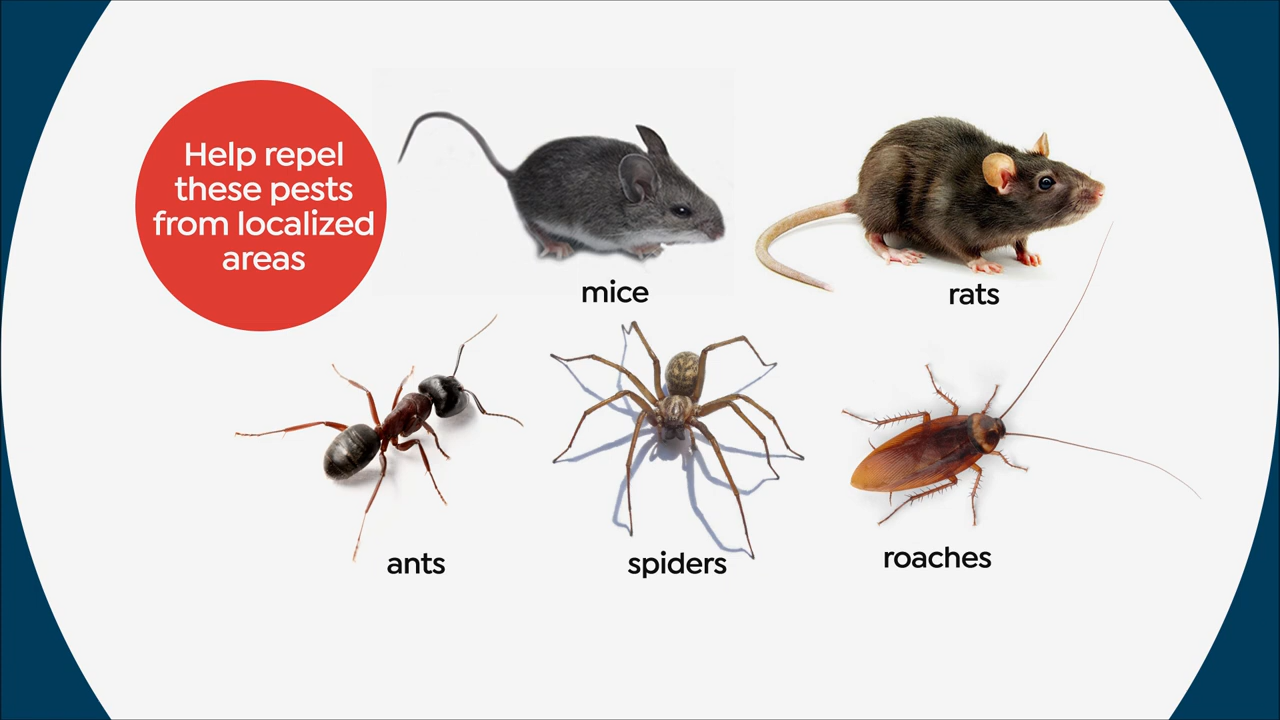 Help repel
these pests
from localized
areas
mice
rats
ants
spiders
roaches